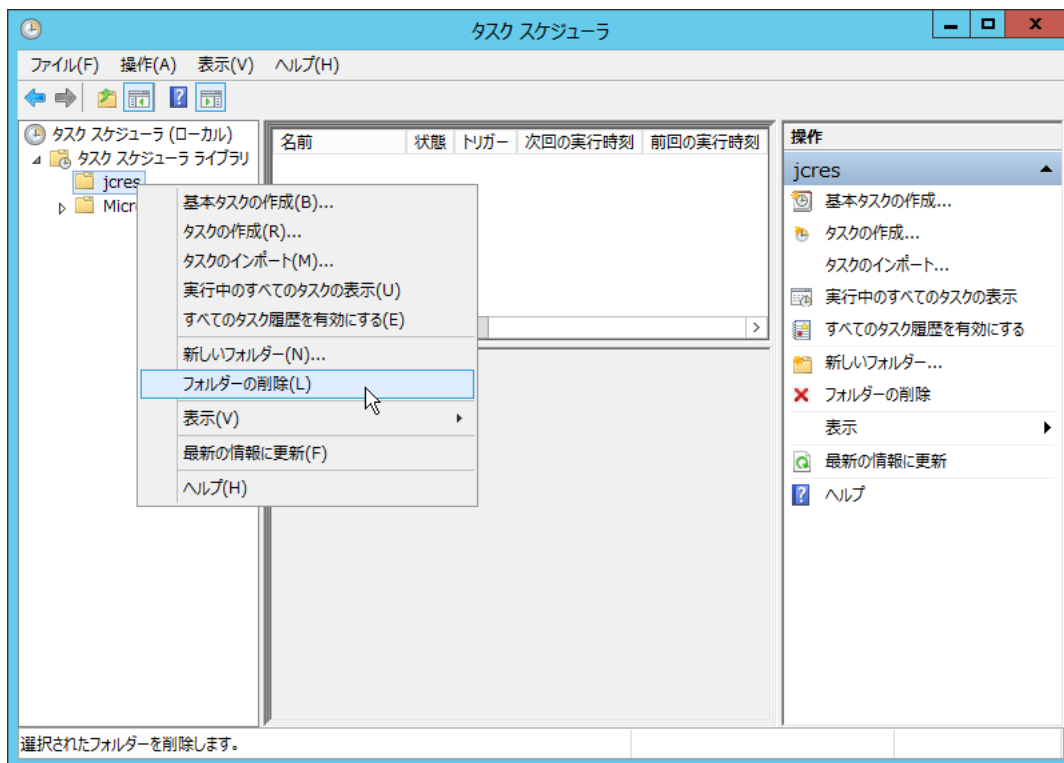 タスク スケジューラ
ファイル(F) 操作(A) 表示(V) ヘルプ(H)
タスク スケジューラ (ローカル)
タスク スケジューラ ライブラリ
jcres
Micr
基本タスクの作成(B)...
タスクの作成(R)...
タスクのインポート(M)...
実行中のすべてのタスクの表示(U)
すべてのタスク履歴を有効にする(E)
新しいフォルダー(N)...
フォルダーの削除(L)
表示(V)
最新の情報に更新(F)
ヘルプ(H)
名前 状態 トリガー 次回の実行時刻 前回の実行時刻
操作
jcres
基本タスクの作成...
タスクの作成...
タスクのインポート...
実行中のすべてのタスクの表示
すべてのタスク履歴を有効にする
新しいフォルダー...
フォルダーの削除
表示
最新の情報に更新
ヘルプ
選択されたフォルダーを削除します。